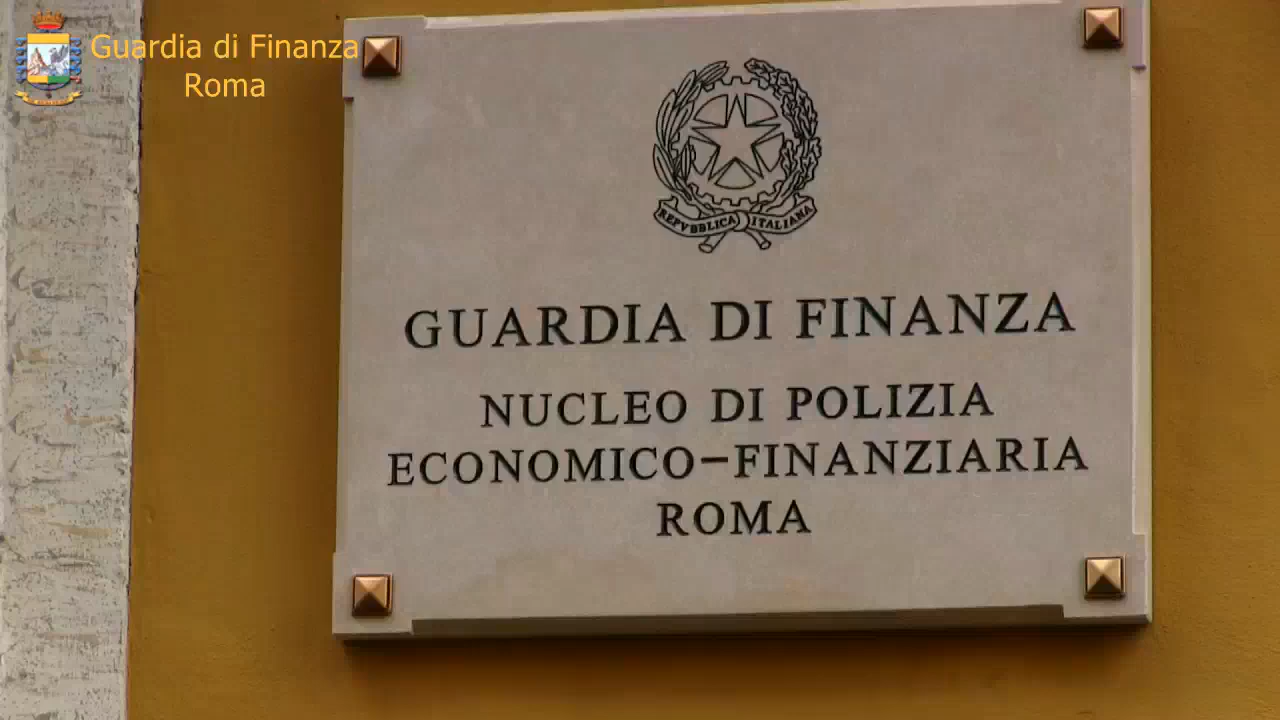 Guardia di Finanza
Roma
REPVBBLICA ITALIANA
GUARDIA DI FINANZA
NUCLEO DI POLIZIA
ECONOMICO-FINANZIARIA
ROMA